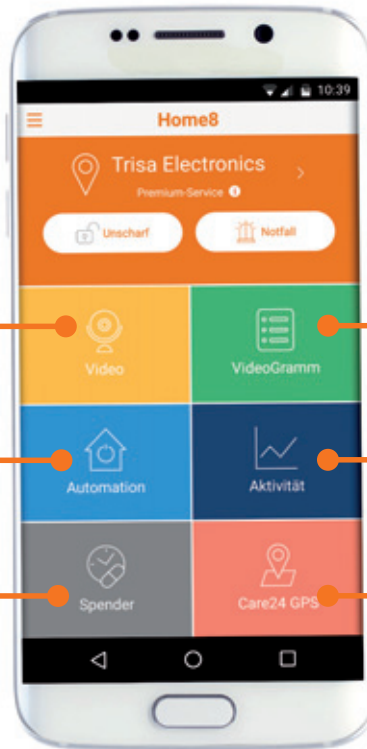 10:39
Home8
Trisa Electronics
Premium-Service
Unscharf
Notfall
Video
VideoGramm
Automation
Aktivität
Spender
Care24 GPS